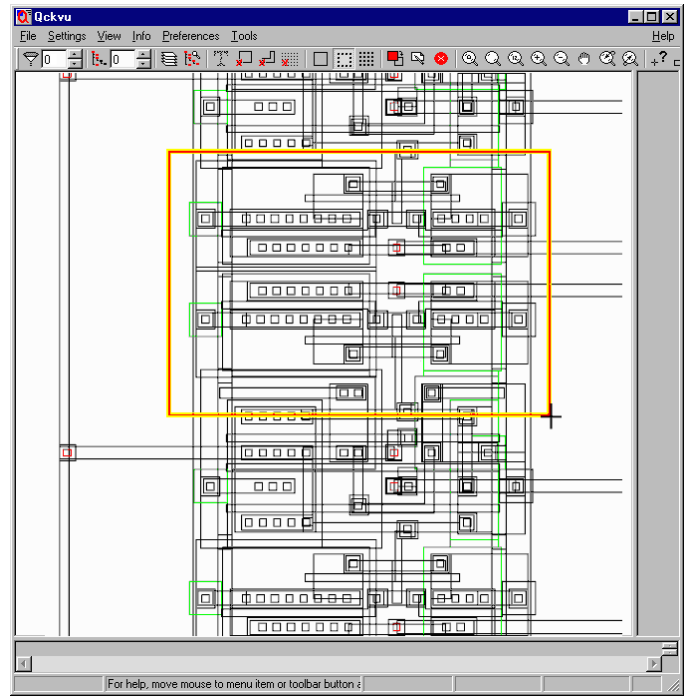 Qckvu
File Settings View Info Preferences Tools Help
0 0
For help, move mouse to menu item or toolbar button